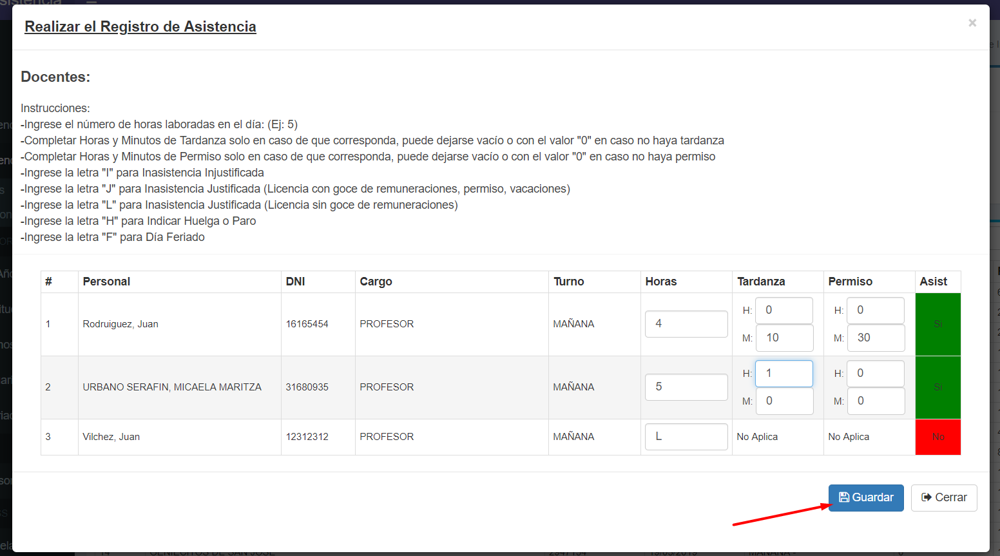 Realizar el Registro de Asistencia
×
Docentes:
Instrucciones:
-Ingrese el número de horas laboradas en el día: (Ej: 5)
-Completar Horas y Minutos de Tardanza solo en caso de que corresponda, puede dejarse vacío o con el valor "0" en caso no haya tardanza
-Completar Horas y Minutos de Permiso solo en caso de que corresponda, puede dejarse vacío o con el valor "0" en caso no haya permiso
-Ingrese la letra "I" para Inasistencia Injustificada
-Ingrese la letra "J" para Inasistencia Justificada (Licencia con goce de remuneraciones, permiso, vacaciones)
-Ingrese la letra "L" para Inasistencia Justificada (Licencia sin goce de remuneraciones)
-Ingrese la letra "H" para Indicar Huelga o Paro
-Ingrese la letra "F" para Día Feriado
# Personal DNI Cargo Turno Horas Tardanza Permiso Asist
H: 0 H: 0
1 Rodruiguez, Juan 16165454 PROFESOR MAÑANA 4 Si
M: 10 M: 30
H: 1 H: 0
2 URBANO SERAFIN, MICAELA MARITZA 31680935 PROFESOR MAÑANA 5 Si
M: 0 M: 0
3 Vilchez, Juan 12312312 PROFESOR MAÑANA L No Aplica No Aplica No
Guardar Cerrar